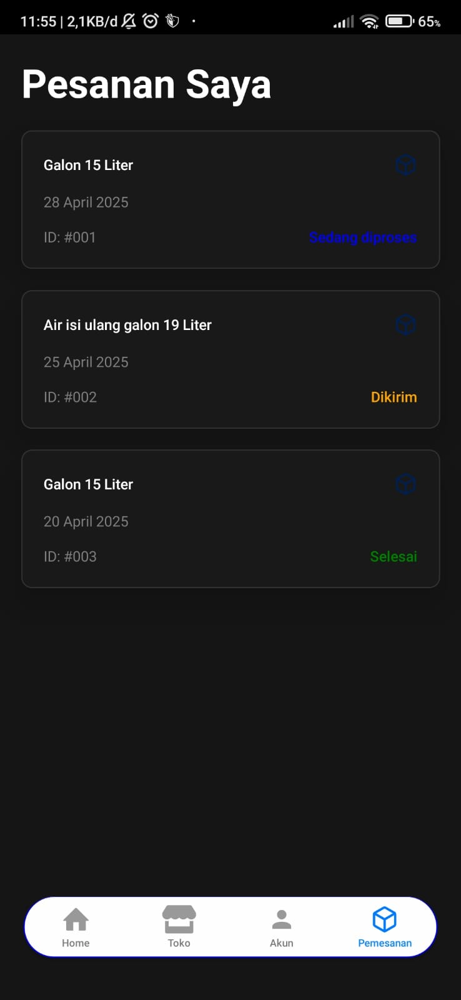 11:55 | 2,1KB/d
65%
Pesanan Saya
Galon 15 Liter
28 April 2025
ID: #001 Sedang diproses
Air isi ulang galon 19 Liter
25 April 2025
ID: #002 Dikirim
Galon 15 Liter
20 April 2025
ID: #003 Selesai
Home Toko Akun Pemesanan